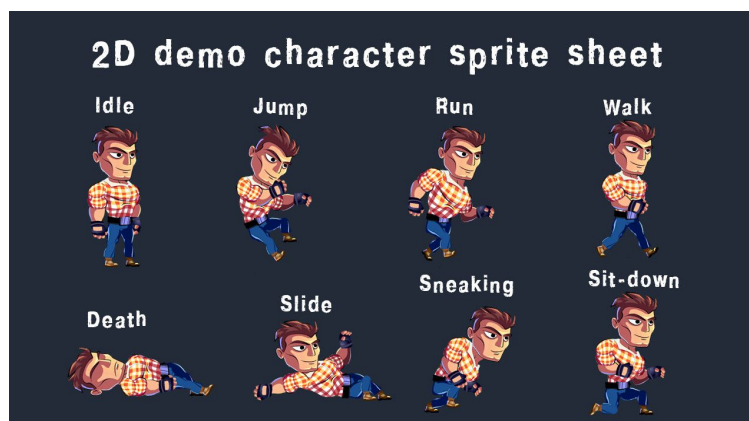 2D demo character sprite sheet
Idle
Jump
Run
Walk
Death
Slide
Sneaking
Sit-down